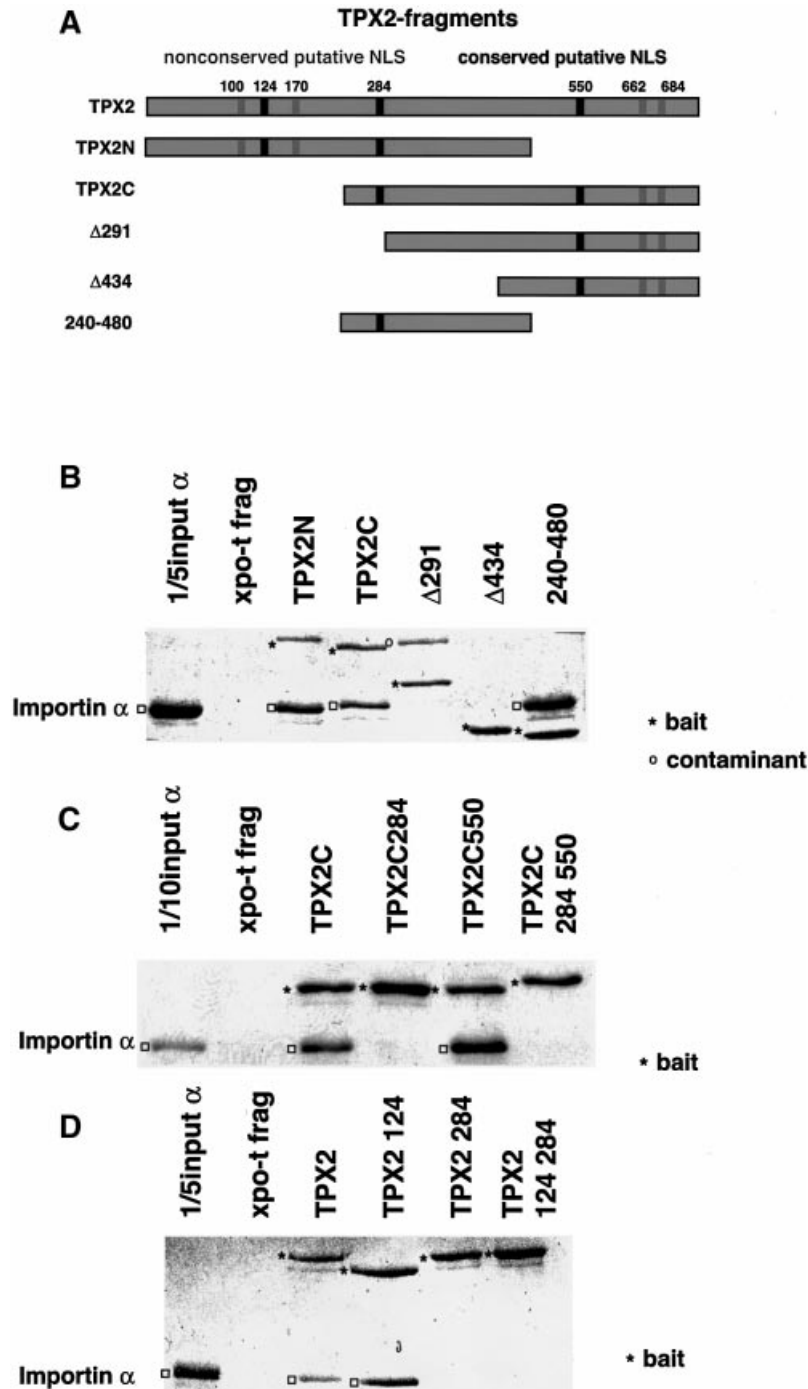 A
TPX2-fragments
nonconserved putative NLS
conserved putative NLS
100 124 170 284 550 662 684
TPX2
TPX2N
TPX2C
Δ291
Δ434
240-480
B
1/5input α
xpo-t frag
TPX2N
TPX2C
Δ291
Δ434
240-480
Importin α
* bait
o contaminant
C
1/10input α
xpo-t frag
TPX2C
TPX2C284
TPX2C550
TPX2C
284 550
Importin α
* bait
D
1/5input α
xpo-t frag
TPX2
TPX2 124
TPX2 284
TPX2
124 284
Importin α
* bait